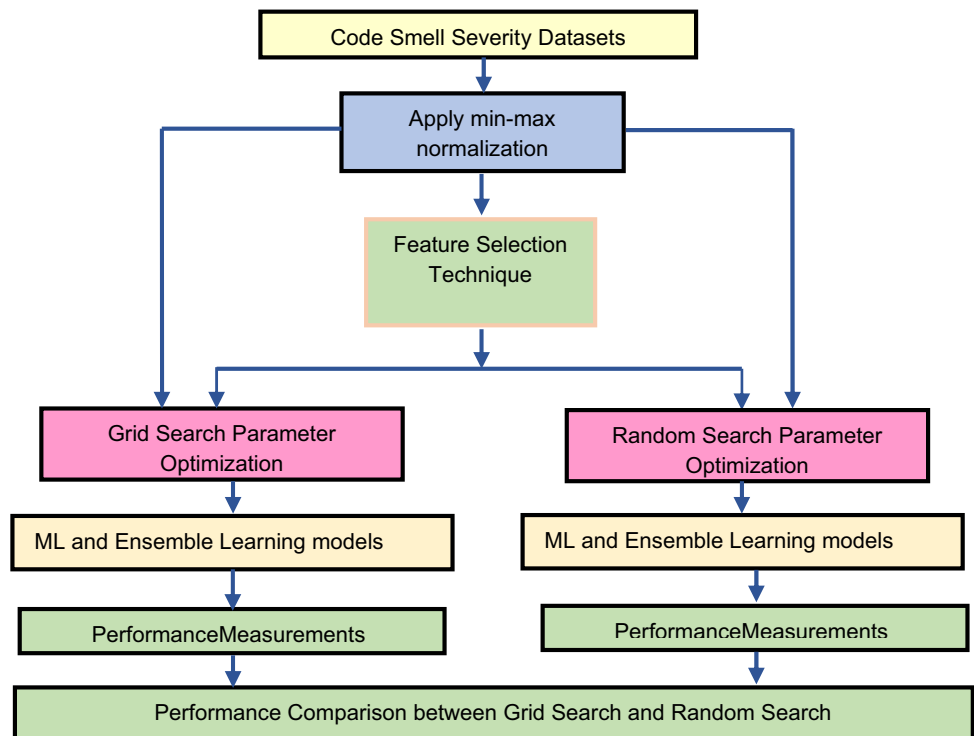 Code Smell Severity Datasets
Apply min-max
normalization
Feature Selection
Technique
Grid Search Parameter
Optimization
Random Search Parameter
Optimization
ML and Ensemble Learning models
ML and Ensemble Learning models
PerformanceMeasurements
PerformanceMeasurements
Performance Comparison between Grid Search and Random Search